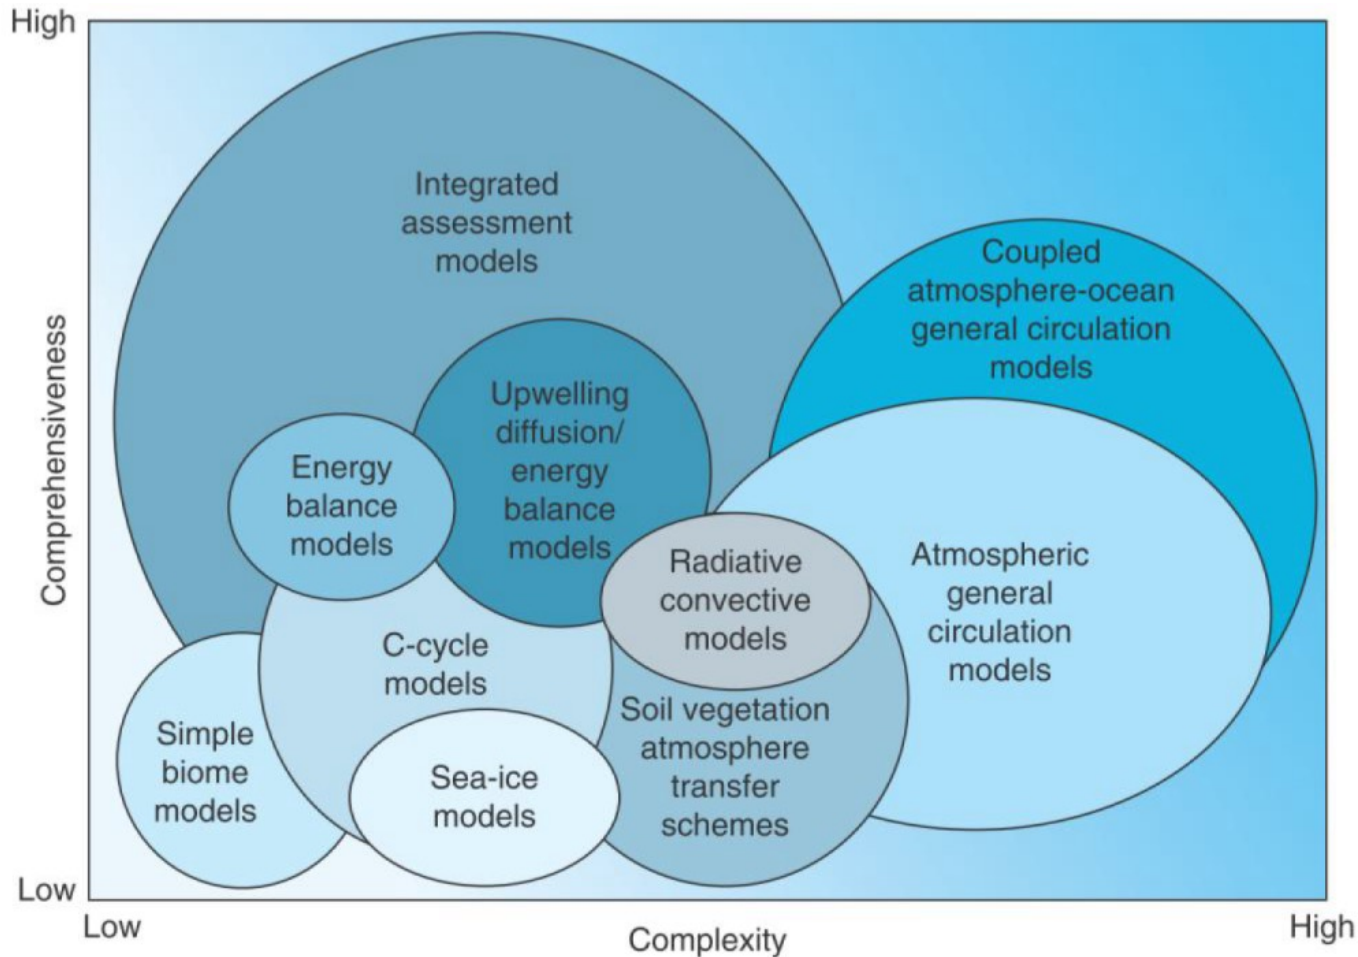 High
Integrated
assessment
models
Coupled
atmosphere-ocean
general circulation
models
Comprehensiveness
Upwelling
diffusion/
energy
balance
models
Energy
balance
models
Radiative
convective
models
Atmospheric
general
circulation
models
C-cycle
models
Soil vegetation
atmosphere
transfer
schemes
Simple
biome
models
Sea-ice
models
Low
Low
Complexity
High